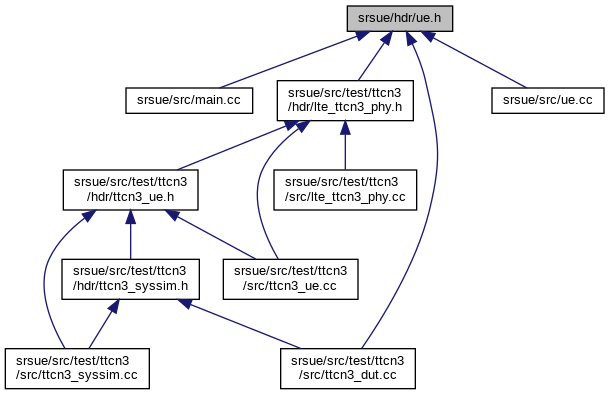 srsue/hdr/ue.h
srsue/src/main.cc
srsue/src/test/ttcn3
/hdr/lte_ttcn3_phy.h
srsue/src/ue.cc
srsue/src/test/ttcn3
/hdr/ttcn3_ue.h
srsue/src/test/ttcn3
/src/lte_ttcn3_phy.cc
srsue/src/test/ttcn3
/hdr/ttcn3_syssim.h
srsue/src/test/ttcn3
/src/ttcn3_ue.cc
srsue/src/test/ttcn3
/src/ttcn3_syssim.cc
srsue/src/test/ttcn3
/src/ttcn3_dut.cc